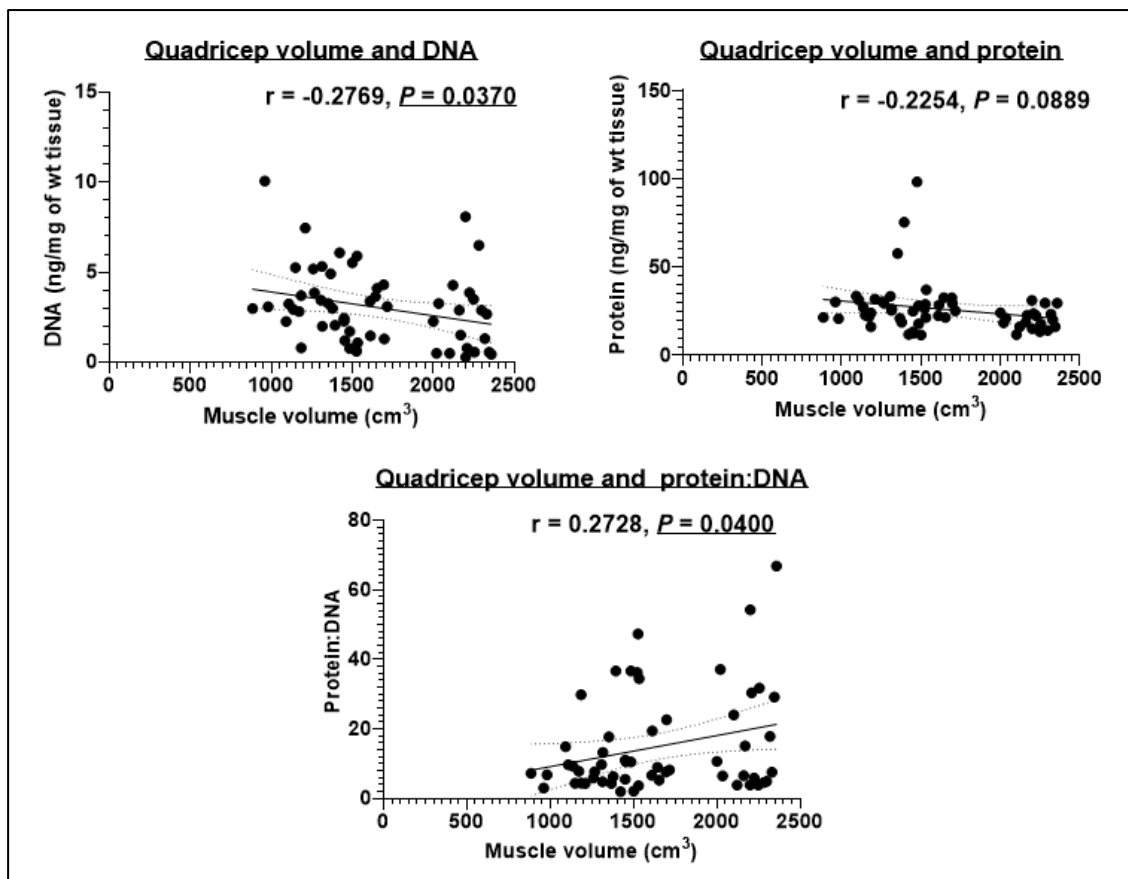 Quadricep volume and DNA
r = -0.2769, P = 0.0370
15
10
5
0
DNA (ng/mg of wt tissue)
0 500 1000 1500 2000 2500
Muscle volume (cm³)
Quadricep volume and protein
r = -0.2254, P = 0.0889
150
100
50
0
Protein (ng/mg of wt tissue)
0 500 1000 1500 2000 2500
Muscle volume (cm³)
Quadricep volume and protein:DNA
r = 0.2728, P = 0.0400
80
60
40
20
0
Protein:DNA
0 500 1000 1500 2000 2500
Muscle volume (cm³)